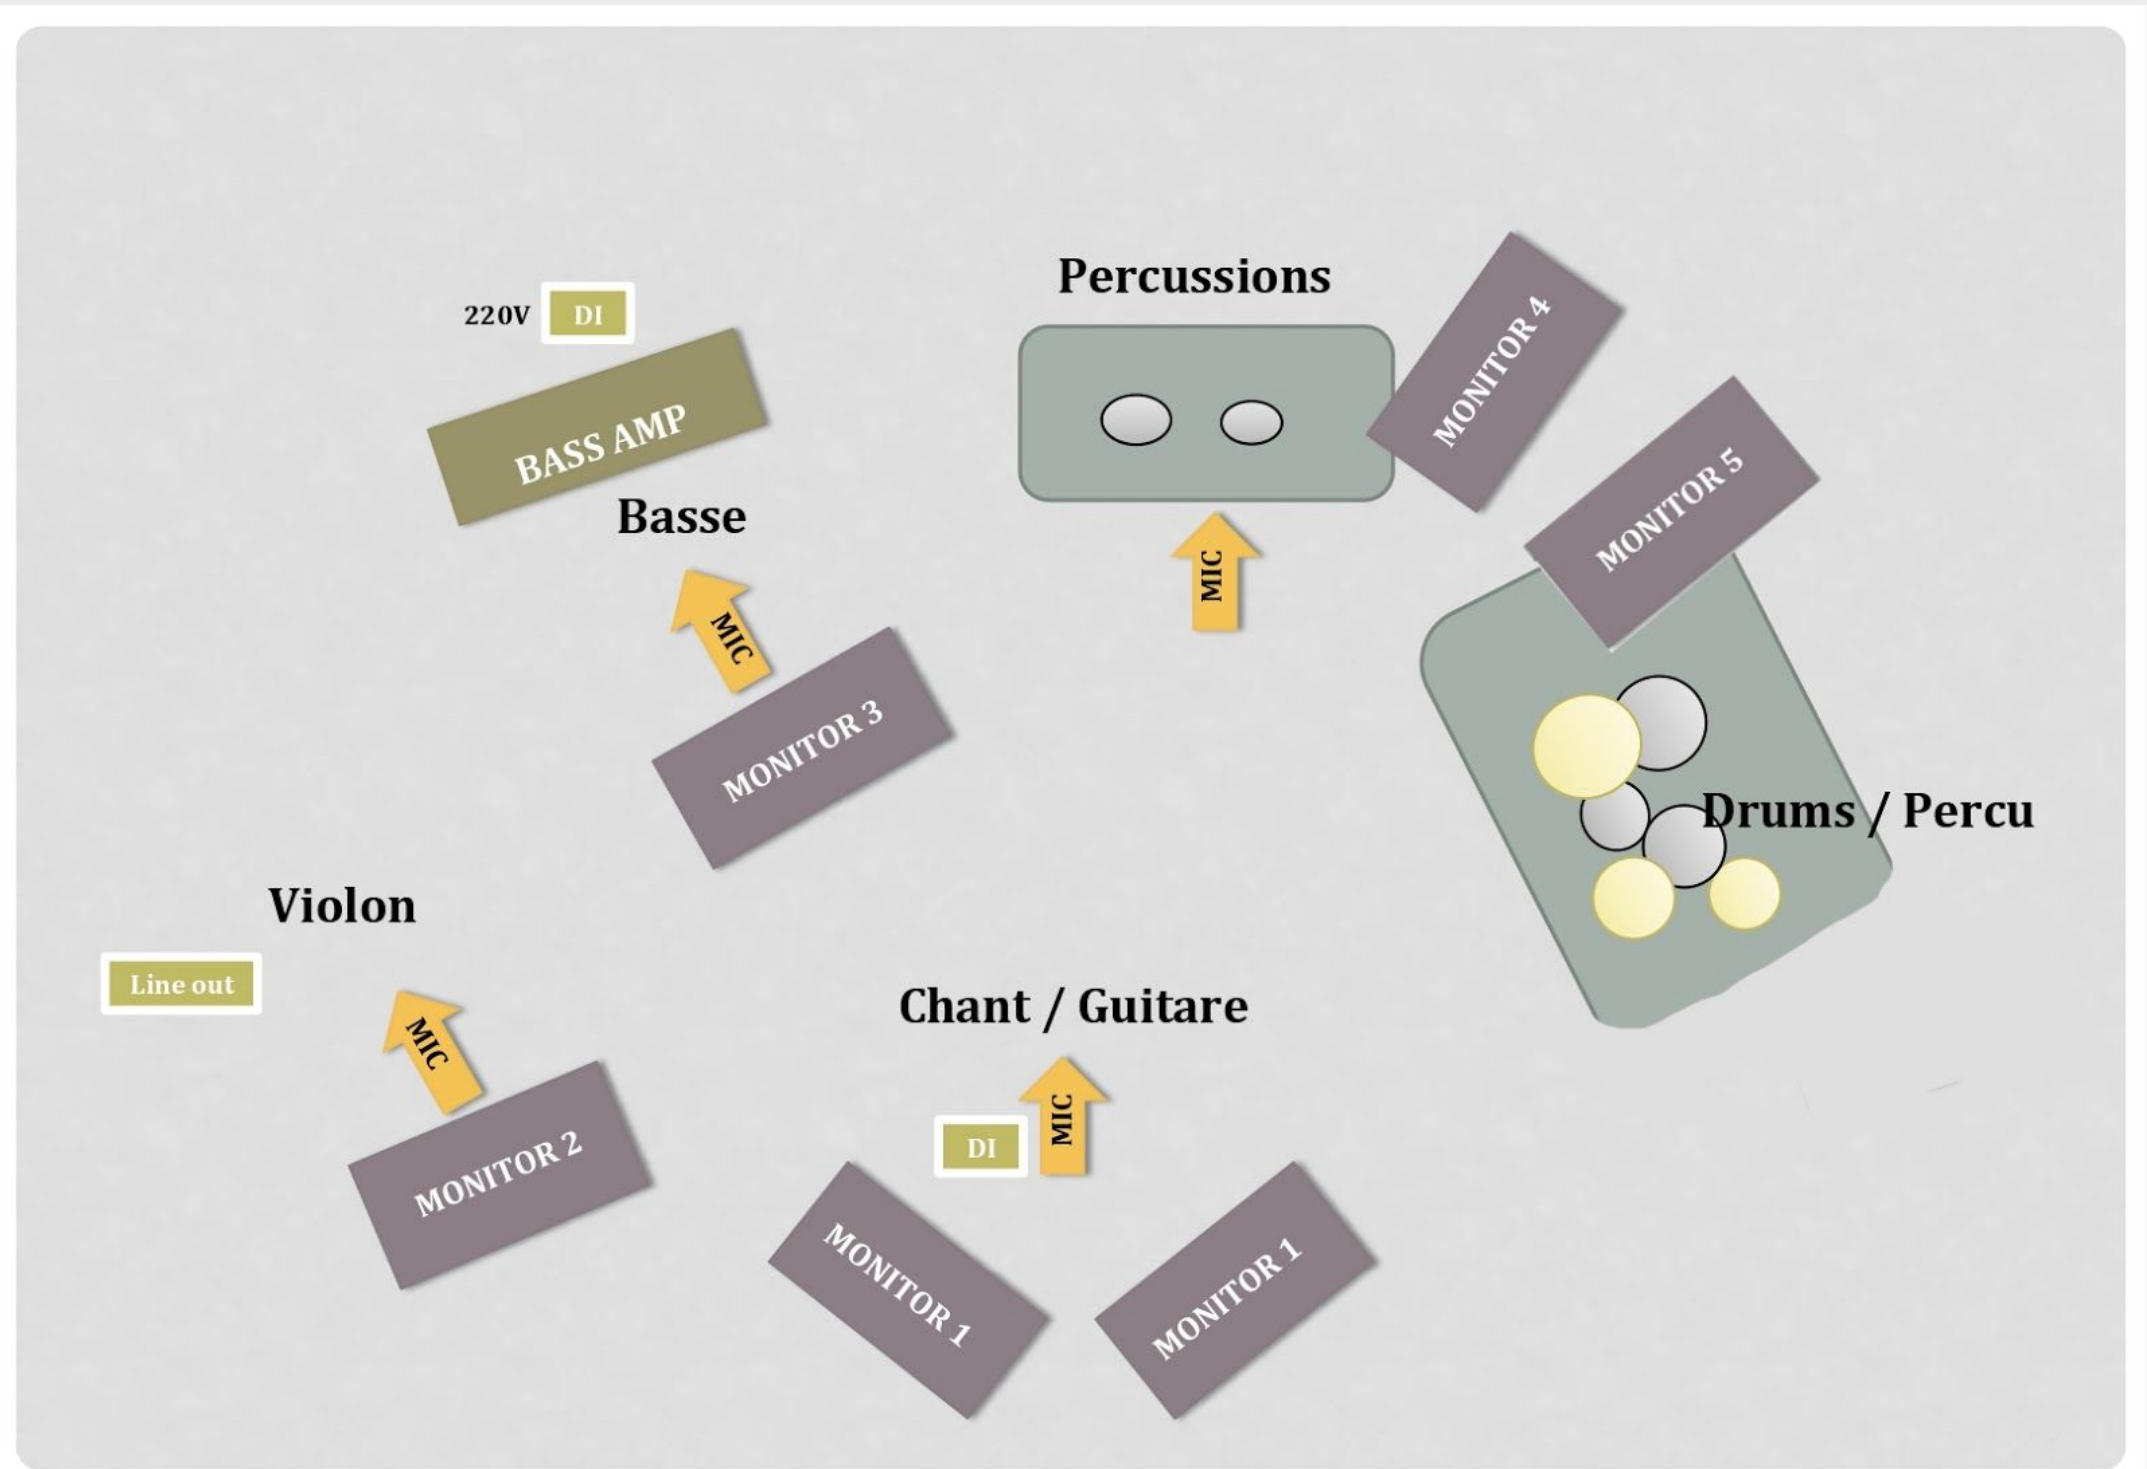 Percussions
MONITOR 4
220V
DI
BASS AMP
MONITOR 5
Basse
MIC
MIC
MONITOR 3
Drums / Percu
Violon
Line out
MIC
Chant / Guitare
MIC
DI
MONITOR 2
MONITOR 1
MONITOR 1